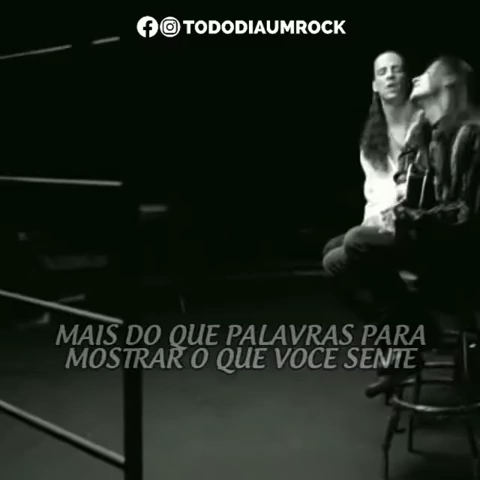 TODODIAUMROCK
MAIS DO QUE PALAVRAS PARA
MOSTRAR O QUE VOCE SENTE